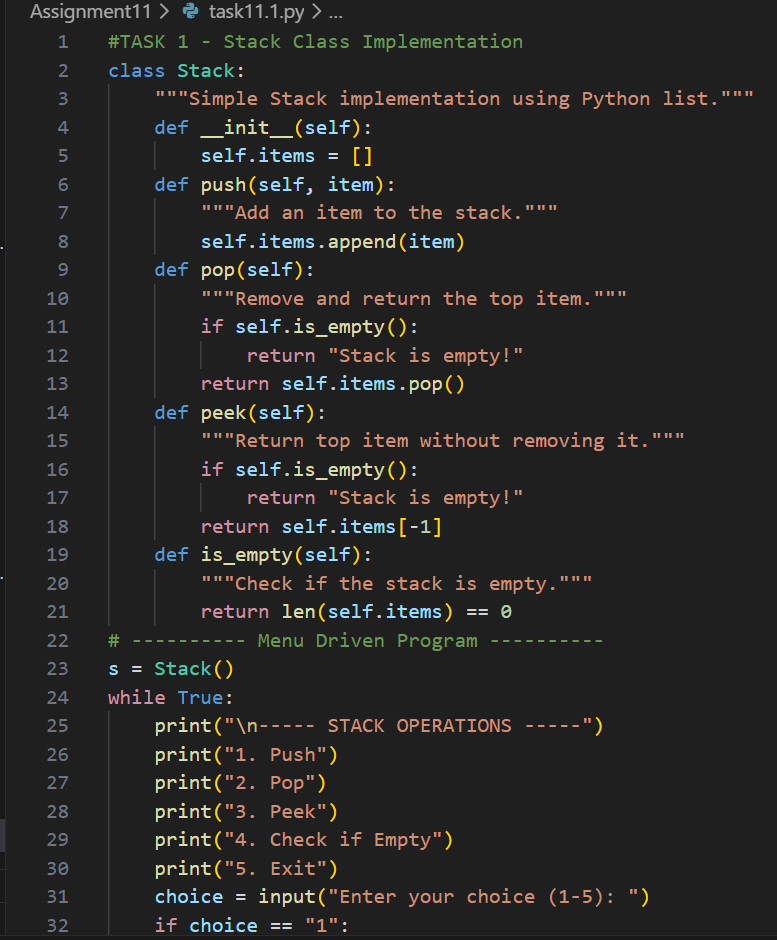 Assignment11 > task11.1.py > ...
1 #TASK 1 - Stack Class Implementation
2 class Stack:
3     """Simple Stack implementation using Python list."""
4     def __init__(self):
5         self.items = []
6     def push(self, item):
7         """Add an item to the stack."""
8         self.items.append(item)
9     def pop(self):
10         """Remove and return the top item."""
11         if self.is_empty():
12             return "Stack is empty!"
13         return self.items.pop()
14     def peek(self):
15         """Return top item without removing it."""
16         if self.is_empty():
17             return "Stack is empty!"
18         return self.items[-1]
19     def is_empty(self):
20         """Check if the stack is empty."""
21         return len(self.items) == 0
22 # ---------- Menu Driven Program ----------
23 s = Stack()
24 while True:
25     print("\n----- STACK OPERATIONS -----")
26     print("1. Push")
27     print("2. Pop")
28     print("3. Peek")
29     print("4. Check if Empty")
30     print("5. Exit")
31     choice = input("Enter your choice (1-5): ")
32     if choice == "1":